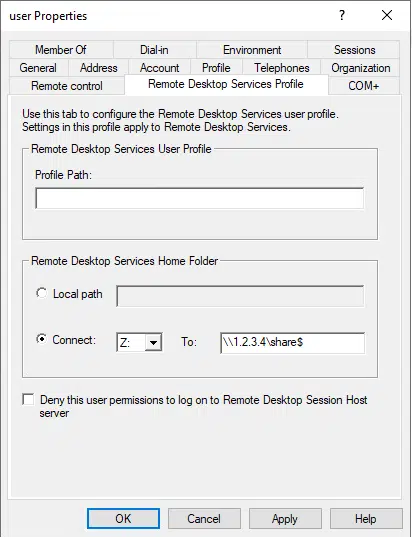 user Properties ? ×
Member Of Dial-in Environment Sessions
General Address Account Profile Telephones Organization
Remote control Remote Desktop Services Profile COM+
Use this tab to configure the Remote Desktop Services user profile.
Settings in this profile apply to Remote Desktop Services.
Remote Desktop Services User Profile
Profile Path:
Remote Desktop Services Home Folder
Local path
Connect: Z: To: \\1.2.3.4\share$
Deny this user permissions to log on to Remote Desktop Session Host
server
OK Cancel Apply Help